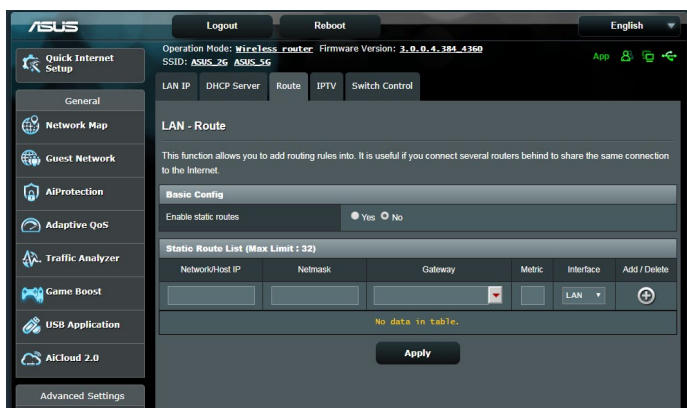 ASUS
Logout
Reboot
English
Quick Internet Setup
Operation Mode: Wireless router Firmware Version: 3.0.0.4.384_4360
SSID: ASUS_2G ASUS_5G
App
LAN IP DHCP Server Route IPTV Switch Control
General
Network Map
Guest Network
AiProtection
Adaptive QoS
Traffic Analyzer
Game Boost
USB Application
AiCloud 2.0
Advanced Settings
LAN - Route
This function allows you to add routing rules into. It is useful if you connect several routers behind to share the same connection
to the Internet.
Basic Config
Enable static routes Yes No
Static Route List (Max Limit : 32)
Network/Host IP Netmask Gateway Metric Interface Add / Delete
LAN
No data in table.
Apply